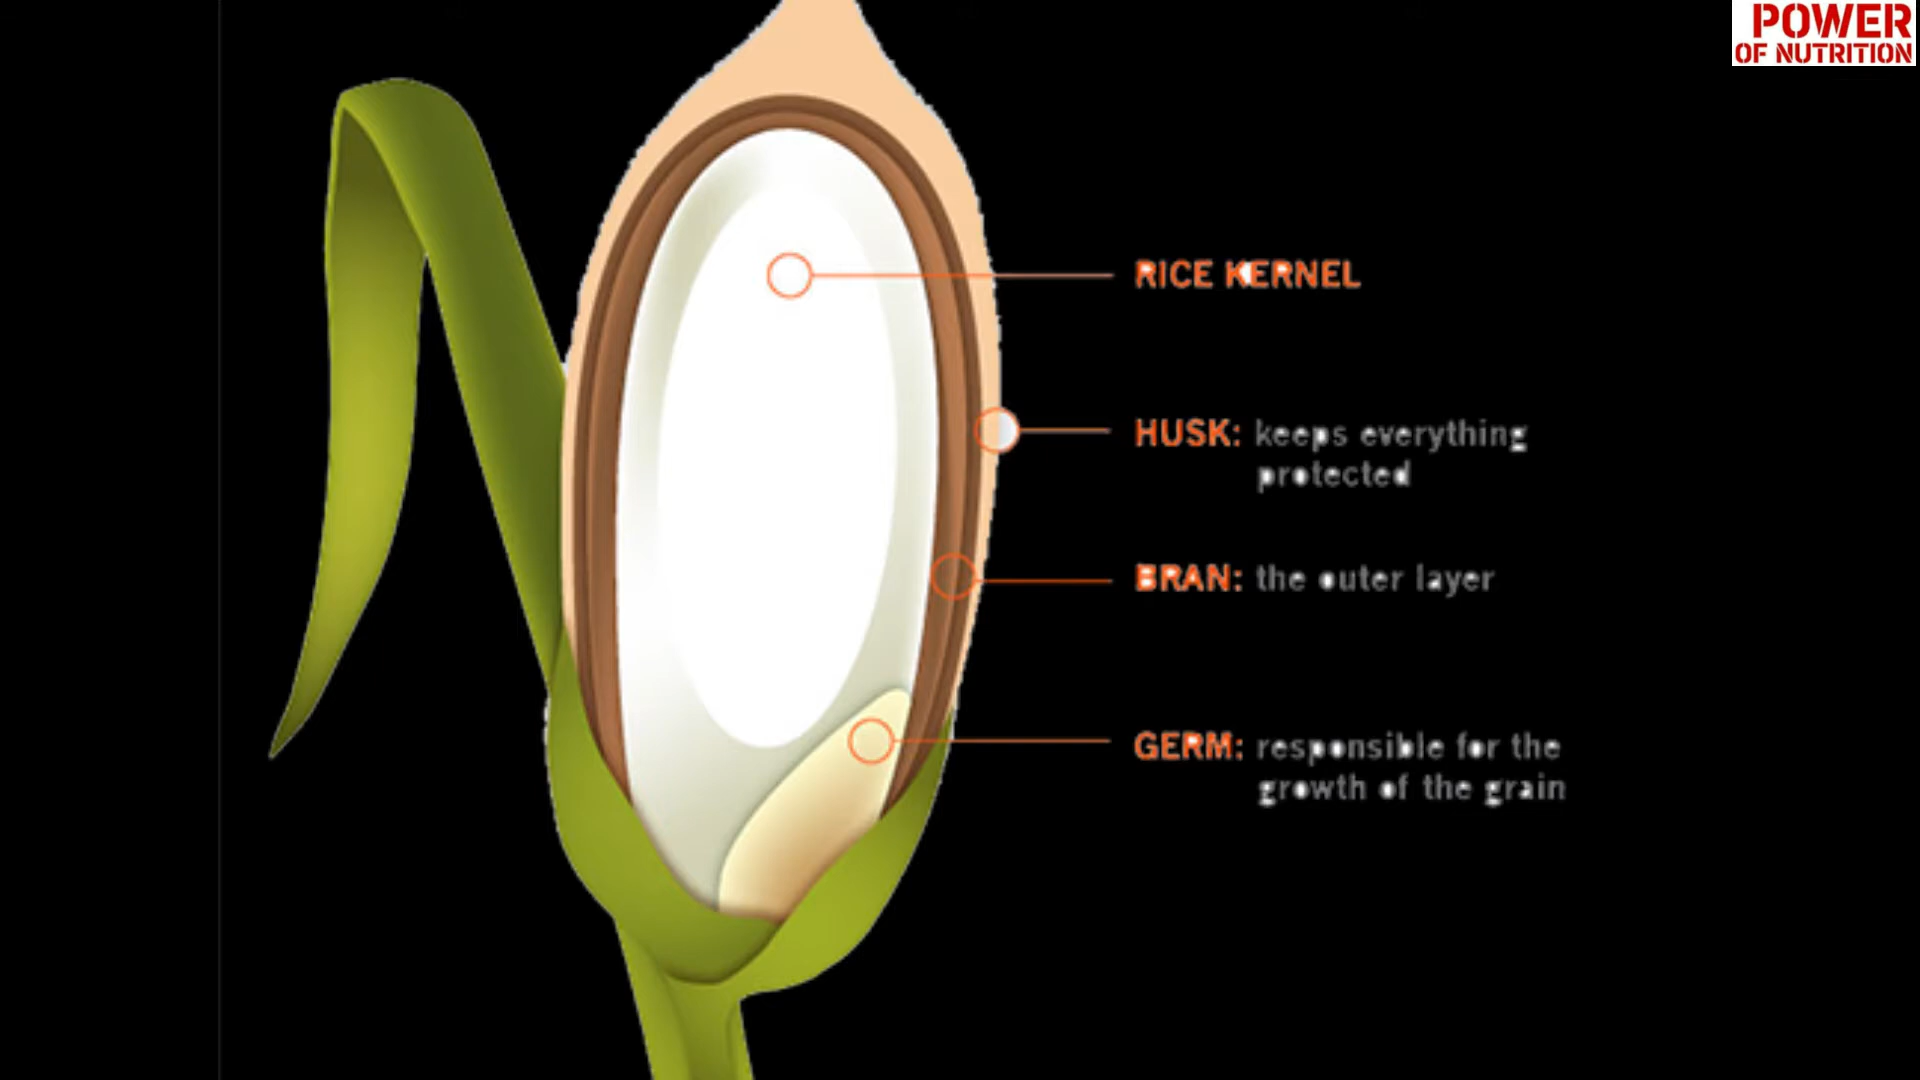 POWER
OF NUTRITION
RICE KERNEL
HUSK: keeps everything
protected
BRAN: the outer layer
GERM: responsible for the
growth of the grain